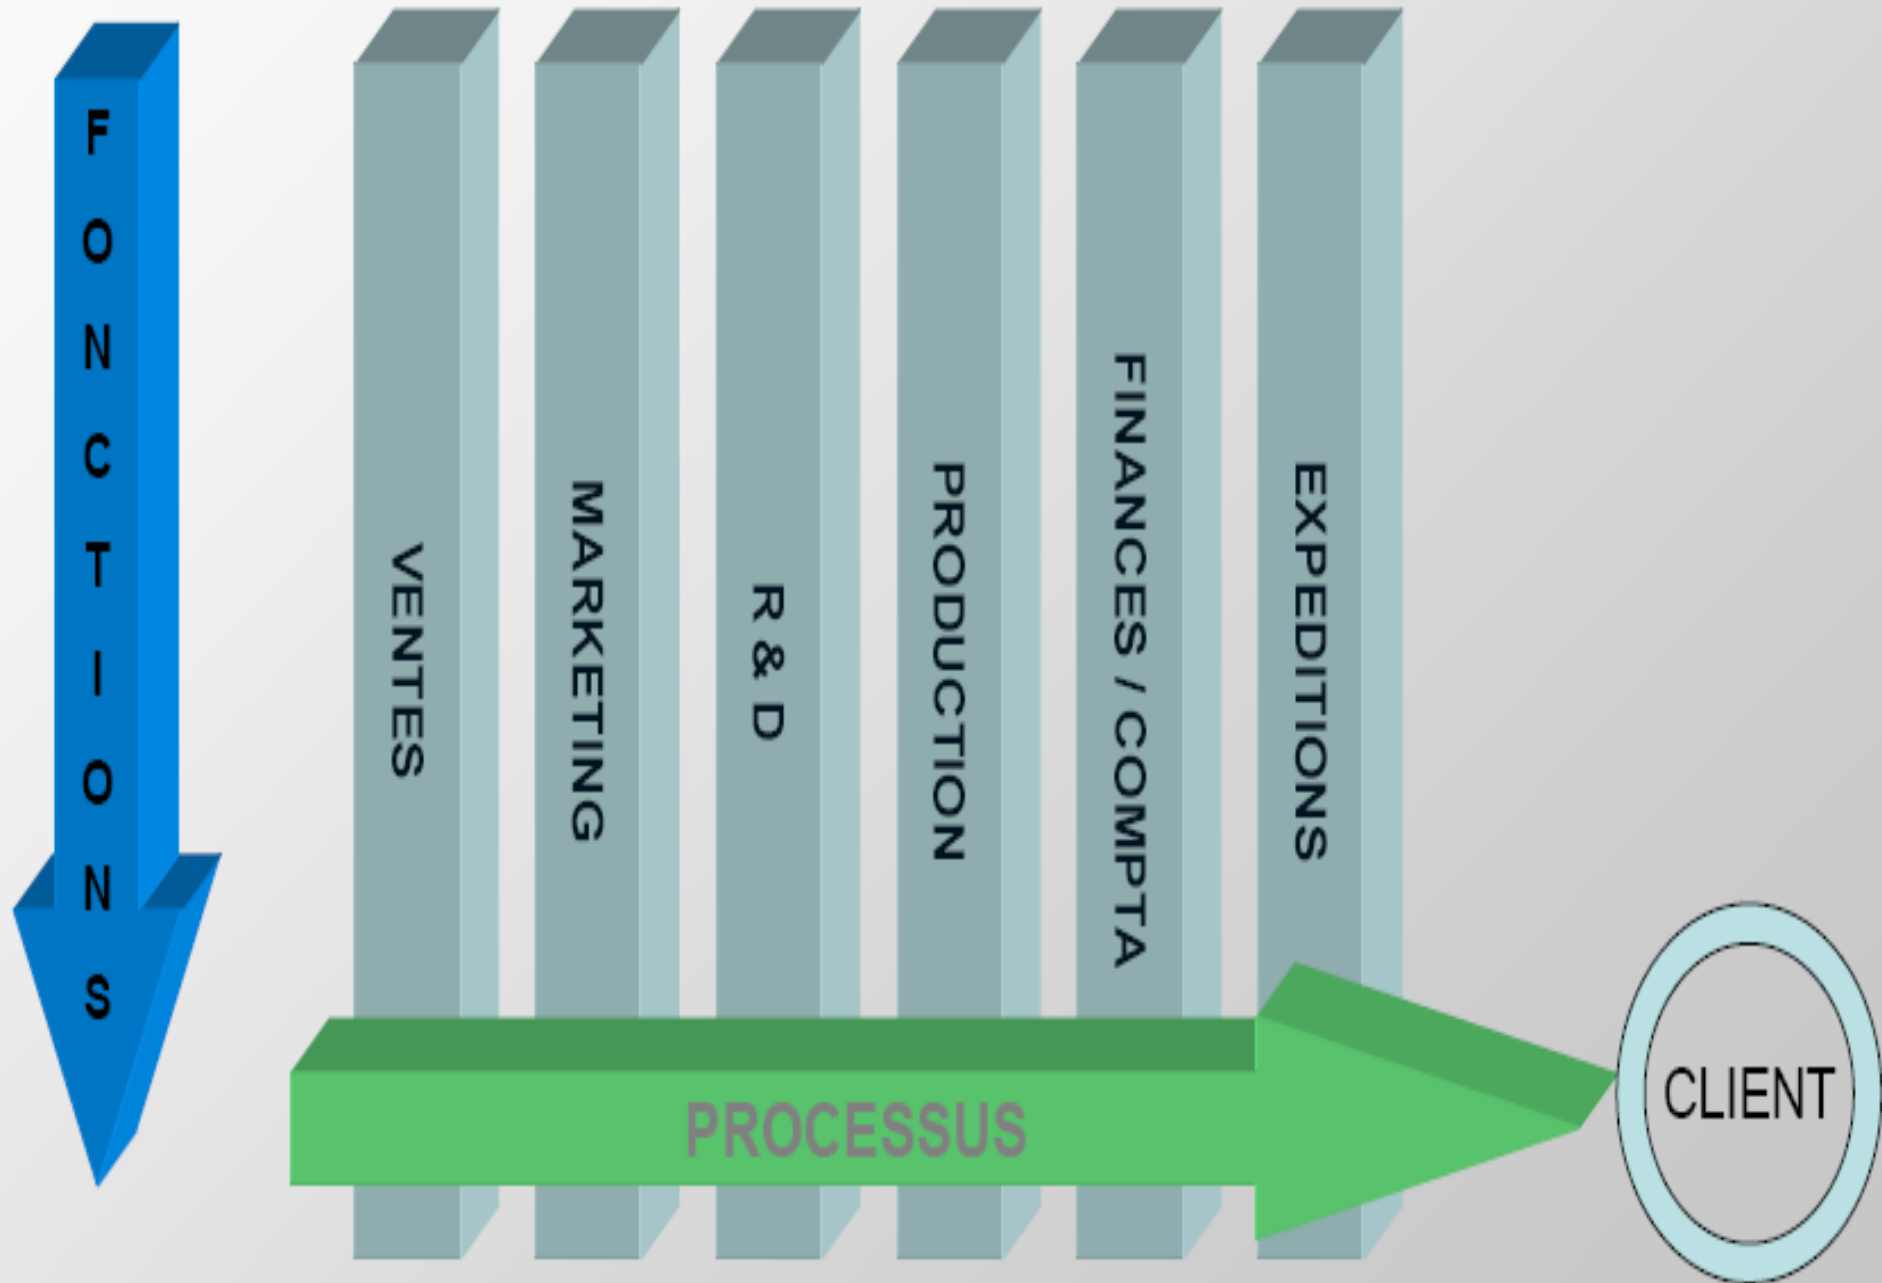 FONCTIONS
VENTES
MARKETING
R & D
PRODUCTION
FINANCES / COMPTA
EXPEDITIONS
PROCESSUS
CLIENT